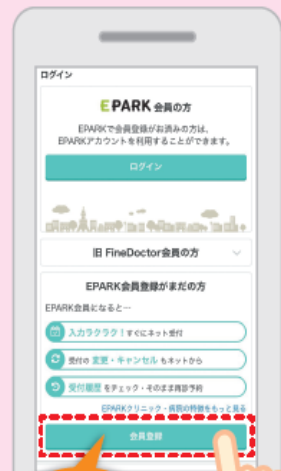 ログイン
EPARK 会員の方
EPARKで会員登録がお済みの方は、
EPARKアカウントを利用することができます。
ログイン
旧 FineDoctor会員の方
EPARK会員登録がまだの方
EPARK会員になると…
入力ラクラク！すぐにネット受付
受付の 変更・キャンセル もネットから
受付履歴 をチェック・そのまま再診予約
EPARKクリニック・病院の特徴をもっと見る
会員登録